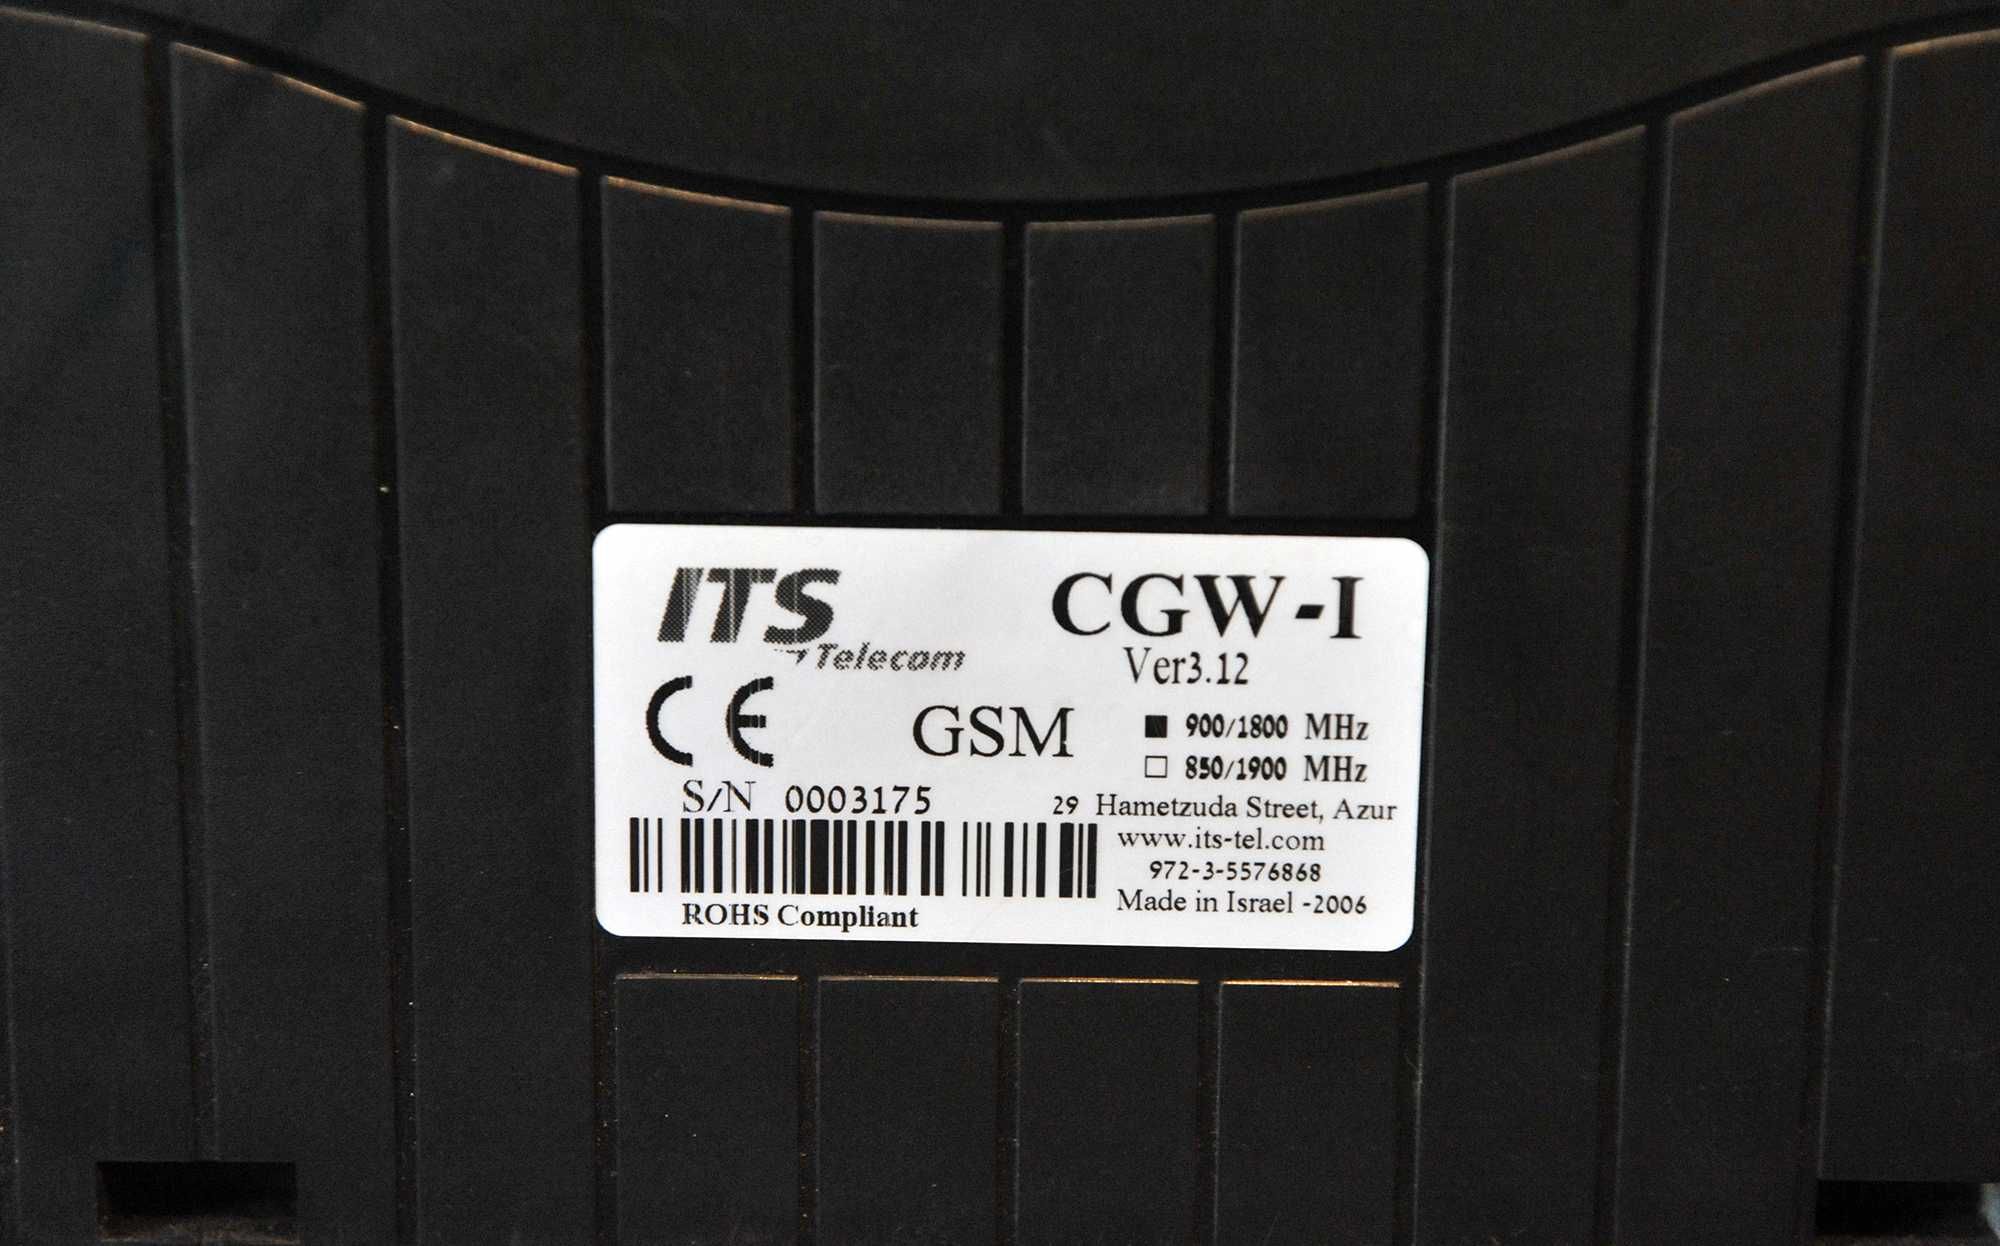 ITS Telecom
CGW-I
Ver3.12
CE
GSM
■ 900/1800 MHz
□ 850/1900 MHz
S/N 0003175
29 Hametzuda Street, Azur
www.its-tel.com
972-3-5576868
Made in Israel -2006
ROHS Compliant